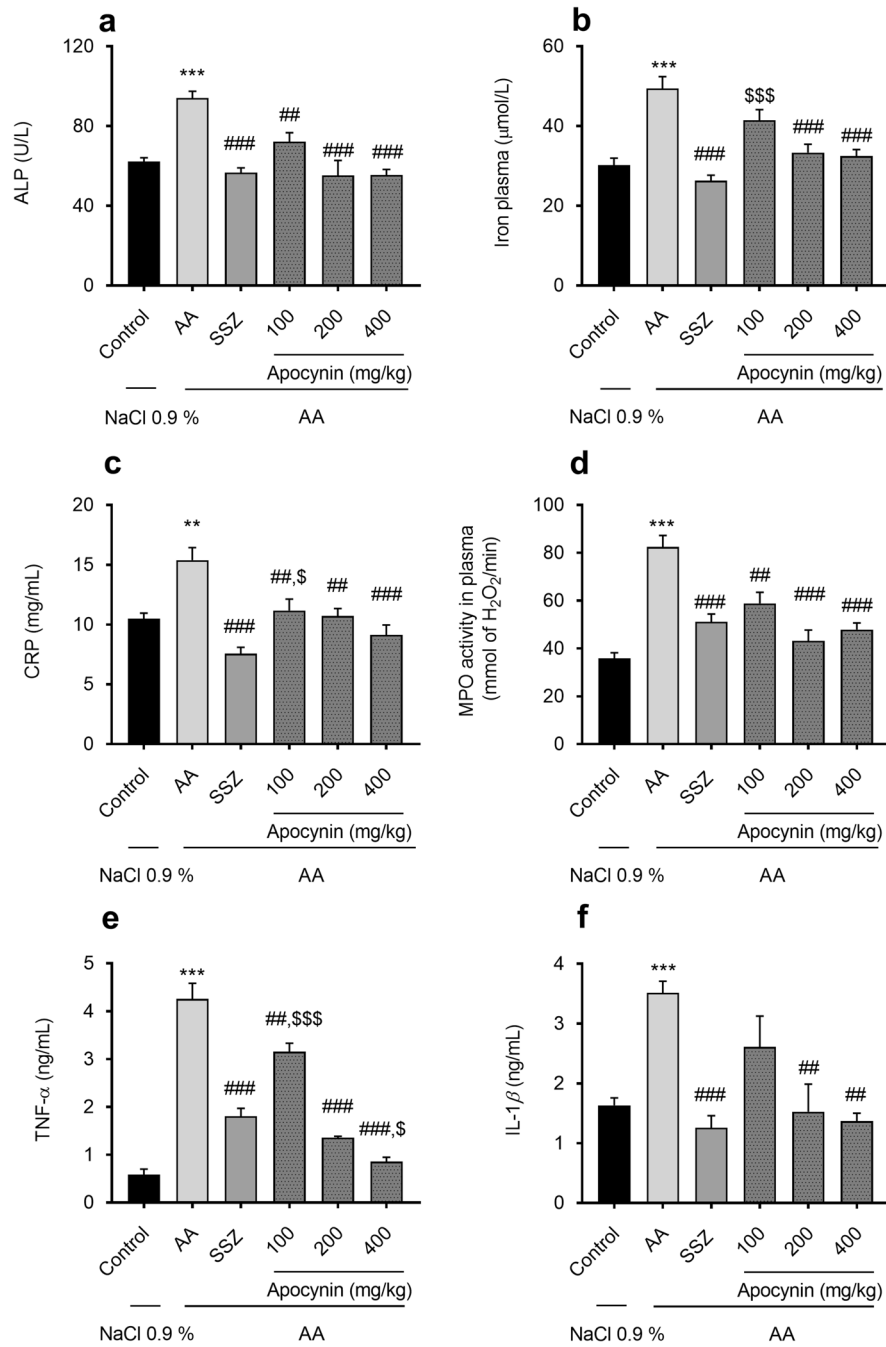 a
120
80
40
0
ALP (U/L)
***
###
##
###
###
Control
AA
SSZ
100
200
400
Apocynin (mg/kg)
NaCl 0.9 %
AA
b
60
40
20
0
Iron plasma (μmol/L)
***
###
$$$
###
###
Control
AA
SSZ
100
200
400
Apocynin (mg/kg)
NaCl 0.9 %
AA
c
20
15
10
5
0
CRP (mg/mL)
**
###
##,$
##
###
Control
AA
SSZ
100
200
400
Apocynin (mg/kg)
NaCl 0.9 %
AA
d
100
80
60
40
20
0
MPO activity in plasma
(mmol of H₂O₂/min)
***
###
##
###
###
Control
AA
SSZ
100
200
400
Apocynin (mg/kg)
NaCl 0.9 %
AA
e
5
4
3
2
1
0
TNF-α (ng/mL)
***
###
##,$$$
###
###,$
Control
AA
SSZ
100
200
400
Apocynin (mg/kg)
NaCl 0.9 %
AA
f
4
3
2
1
0
IL-1β (ng/mL)
***
###
##
##
Control
AA
SSZ
100
200
400
Apocynin (mg/kg)
NaCl 0.9 %
AA